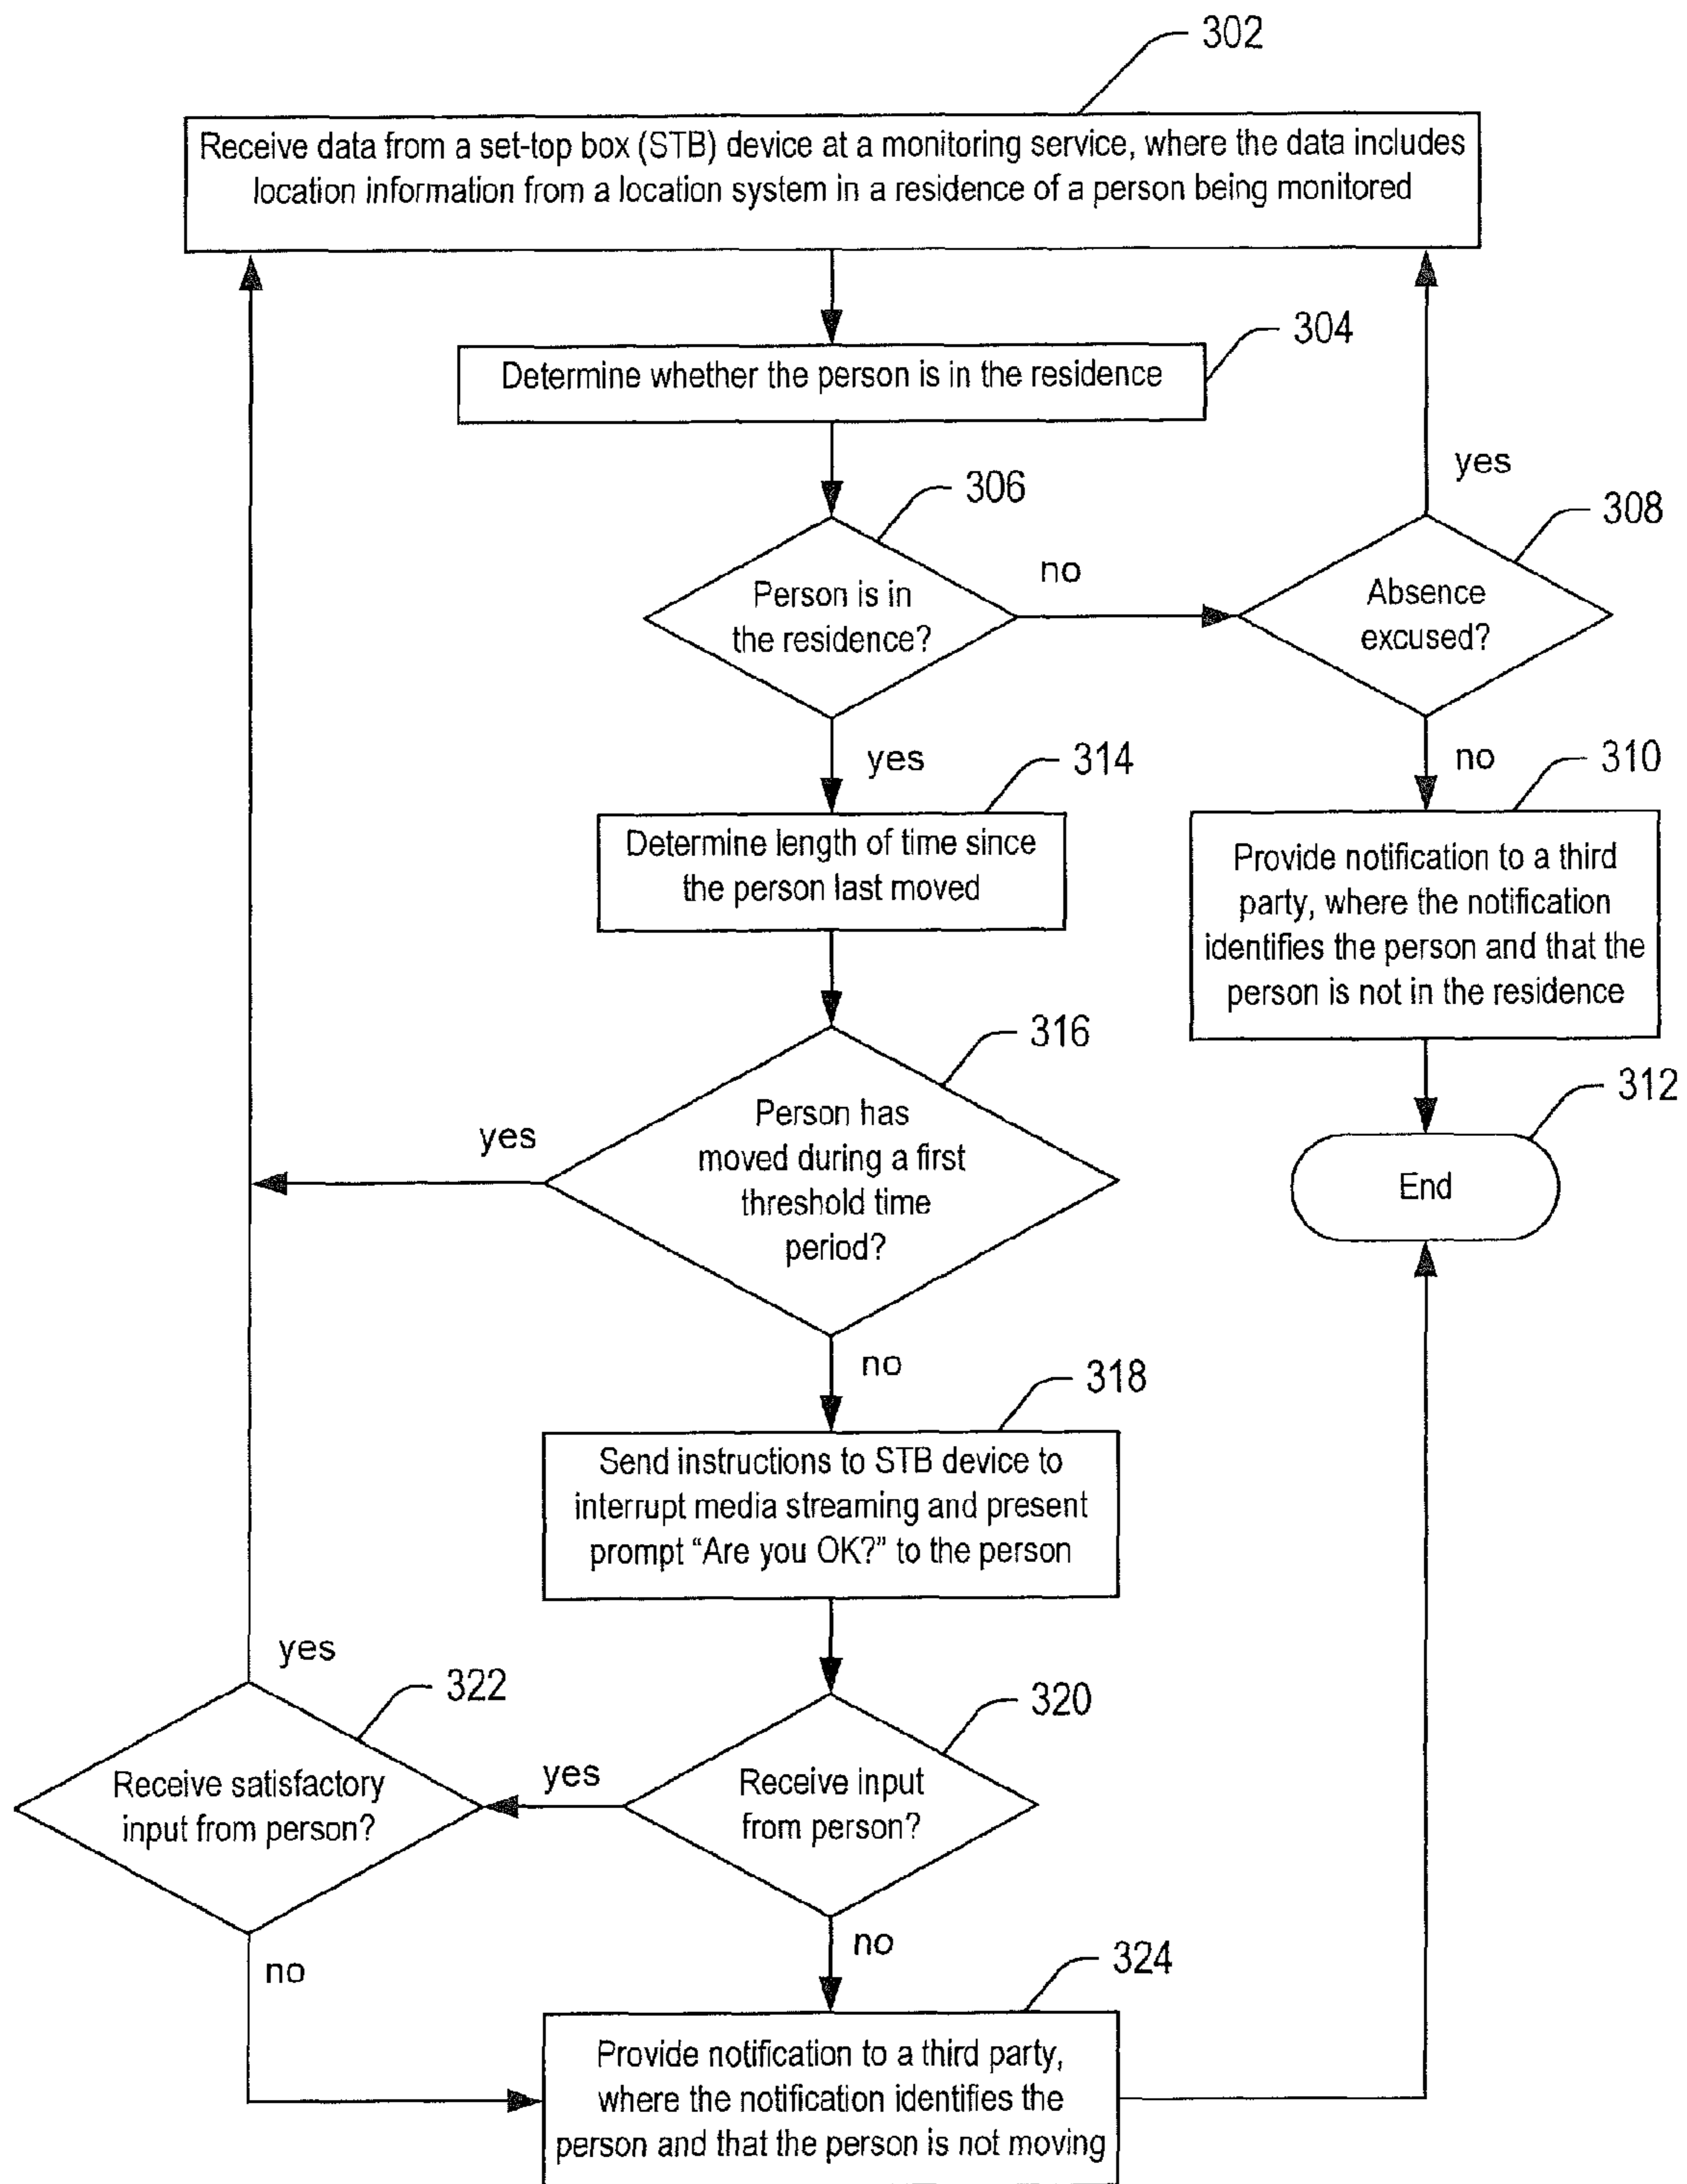 302
Receive data from a set-top box (STB) device at a monitoring service, where the data includes
location information from a location system in a residence of a person being monitored
304
Determine whether the person is in the residence
yes
306
308
no
Person is in
the residence?
Absence
excused?
yes
314
no
310
Determine length of time since
the person last moved
Provide notification to a third
party, where the notification
identifies the person and that the
person is not in the residence
316
312
Person has
moved during a first
threshold time
period?
yes
End
no
318
Send instructions to STB device to
interrupt media streaming and present
prompt “Are you OK?” to the person
yes
322
320
Receive satisfactory
input from person?
yes
Receive input
from person?
no
no
324
Provide notification to a third party,
where the notification identifies the
person and that the person is not moving